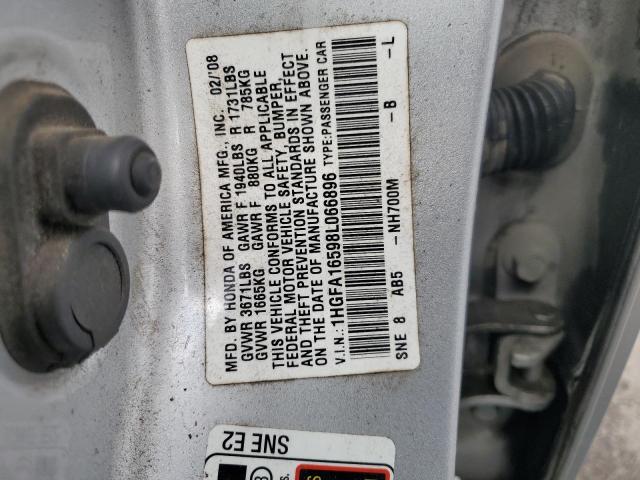 MFD. BY HONDA OF AMERICA MFG., INC. 02/'08
GVWR 3671LBS GAWR F 1940LBS R 1731LBS
GVWR 1665KG GAWR F 880KG R 785KG
THIS VEHICLE CONFORMS TO ALL APPLICABLE
FEDERAL MOTOR VEHICLE SAFETY, BUMPER,
AND THEFT PREVENTION STANDARDS IN EFFECT
ON THE DATE OF MANUFACTURE SHOWN ABOVE.
V.I.N.: 1HGFA16598L066896 TYPE:PASSENGER CAR
SNE 8 AB5 -NH700M -B -L
SNE E2